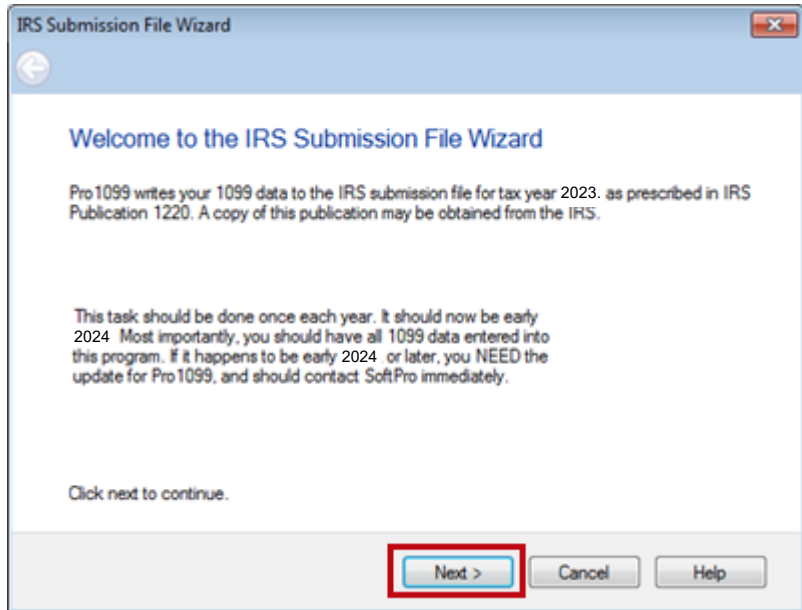 IRS Submission File Wizard
Welcome to the IRS Submission File Wizard
Pro1099 writes your 1099 data to the IRS submission file for tax year 2023. as prescribed in IRS
Publication 1220. A copy of this publication may be obtained from the IRS.
This task should be done once each year. It should now be early
2024 Most importantly, you should have all 1099 data entered into
this program. If it happens to be early 2024 or later, you NEED the
update for Pro1099, and should contact SoftPro immediately.
Click next to continue.
Next > Cancel Help